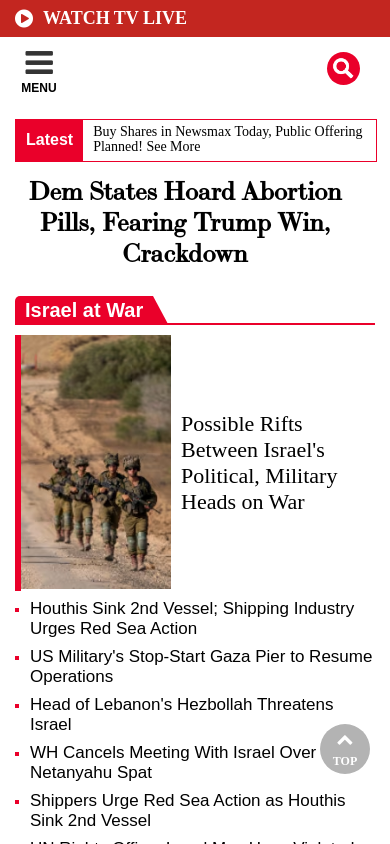 WATCH TV LIVE
MENU
Latest
Buy Shares in Newsmax Today, Public Offering
Planned! See More
Dem States Hoard Abortion
Pills, Fearing Trump Win,
Crackdown
Israel at War
Possible Rifts
Between Israel's
Political, Military
Heads on War
Houthis Sink 2nd Vessel; Shipping Industry
Urges Red Sea Action
US Military's Stop-Start Gaza Pier to Resume
Operations
Head of Lebanon's Hezbollah Threatens
Israel
WH Cancels Meeting With Israel Over
Netanyahu Spat
TOP
Shippers Urge Red Sea Action as Houthis
Sink 2nd Vessel